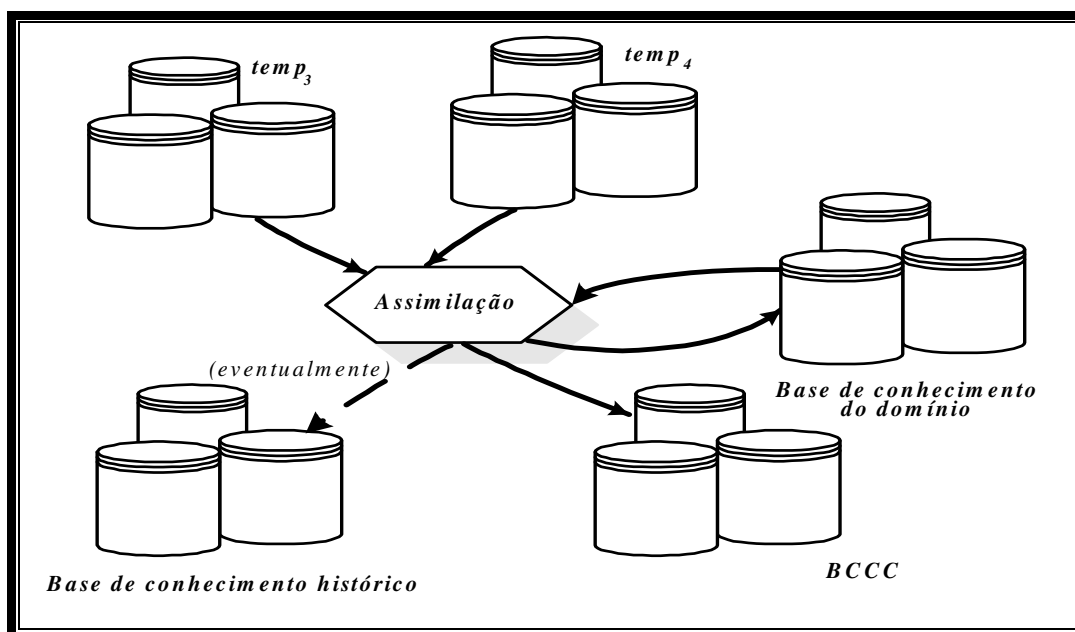 temp3
temp4
Assimilação
(eventualmente)
Base de conhecimento
do domínio
BCCC
Base de conhecimento histórico